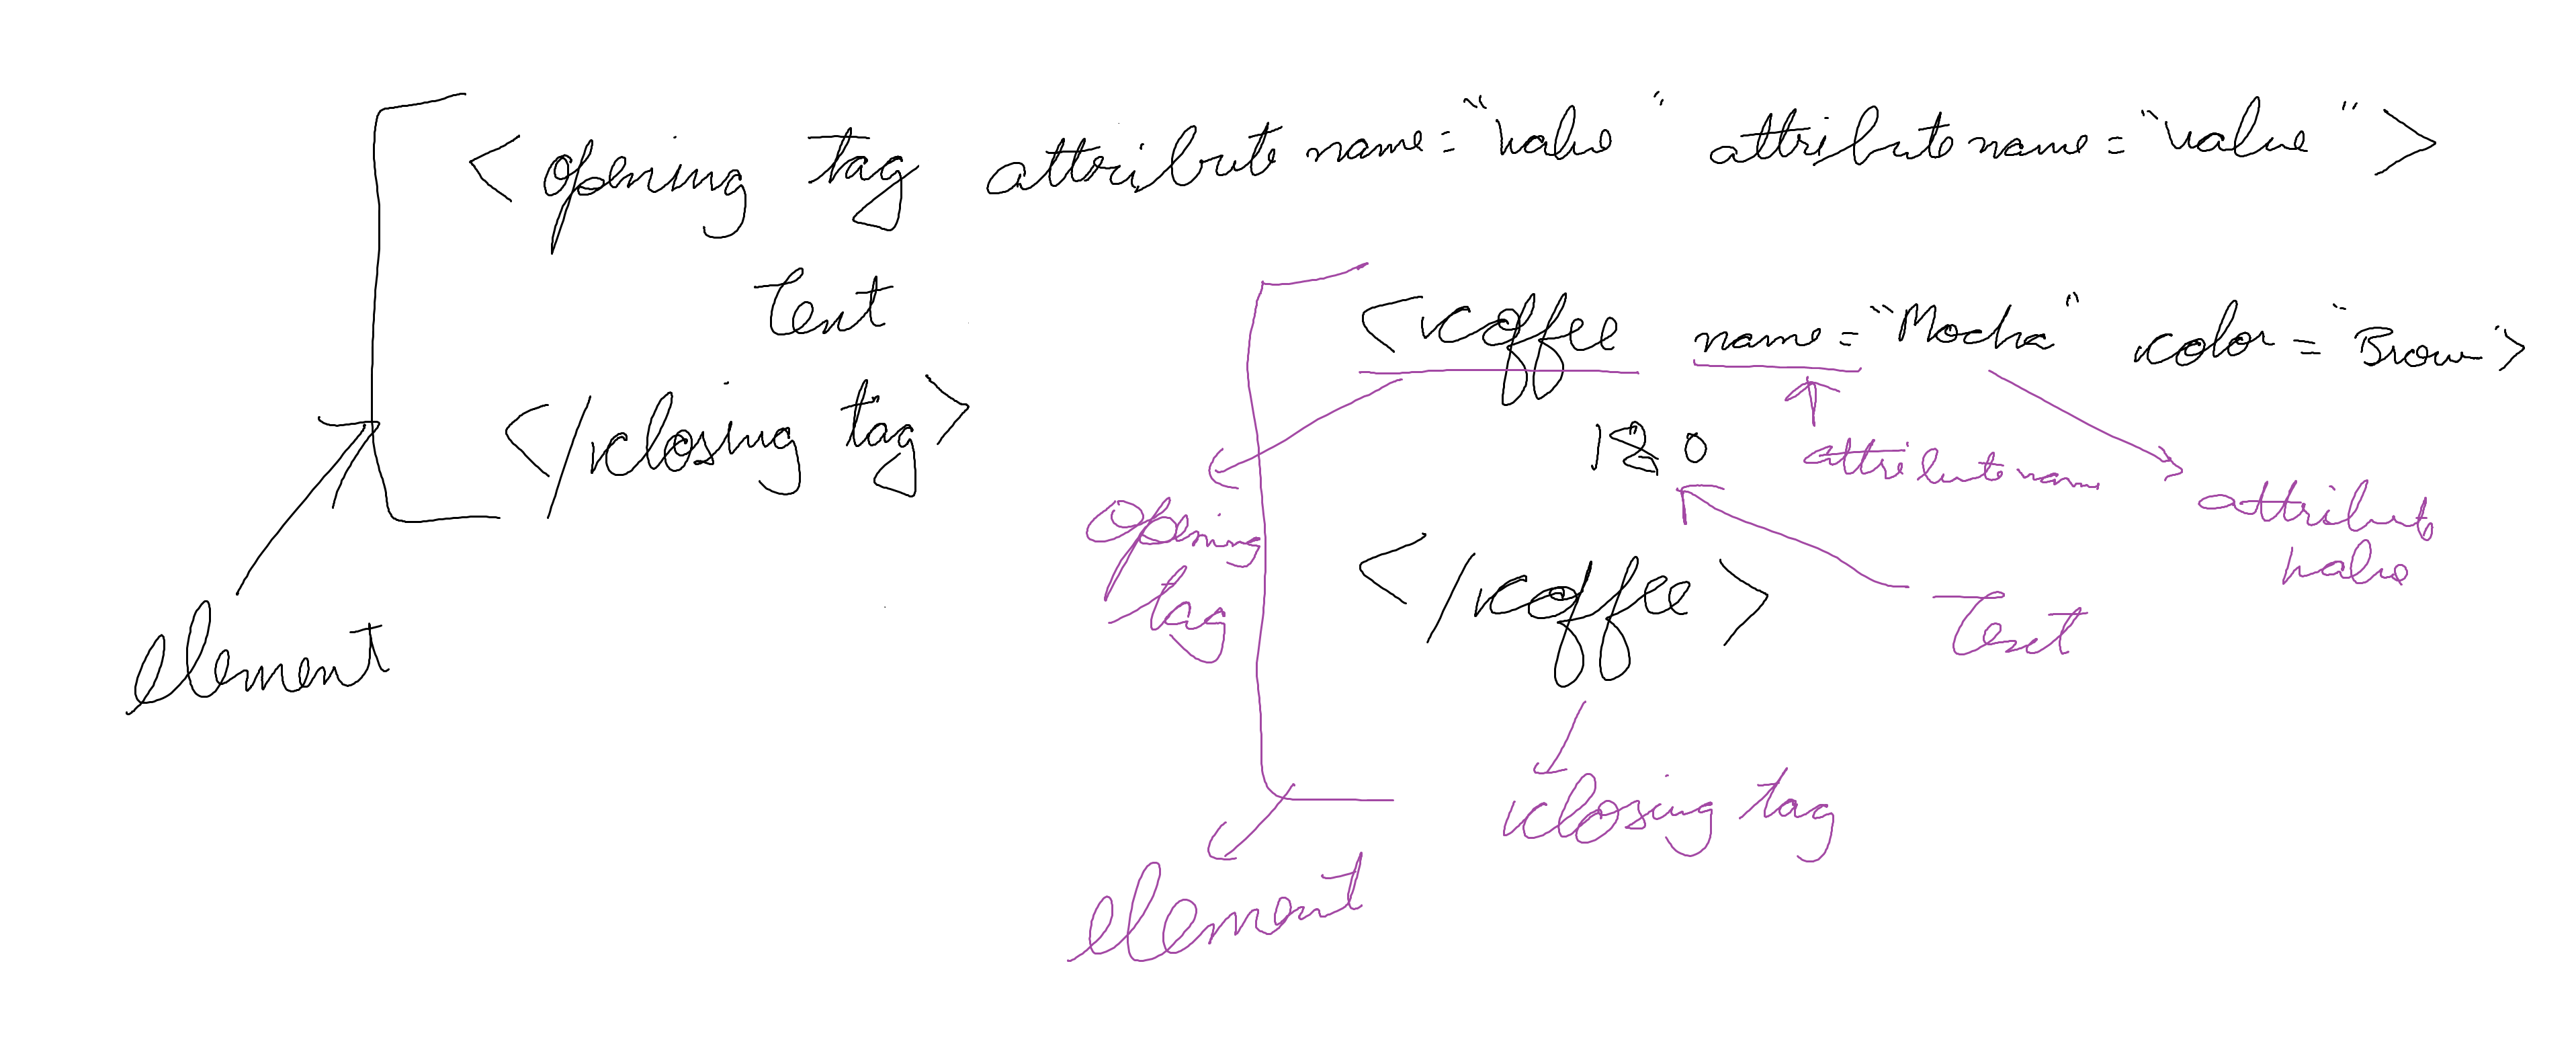 <opening tag attribute name="value" attribute name="value">
Text
</closing tag>
element
<coffee name="Mocha" color="Brown">
180
</coffee>
opening
tag
attribute name
attribute
value
Text
closing tag
element